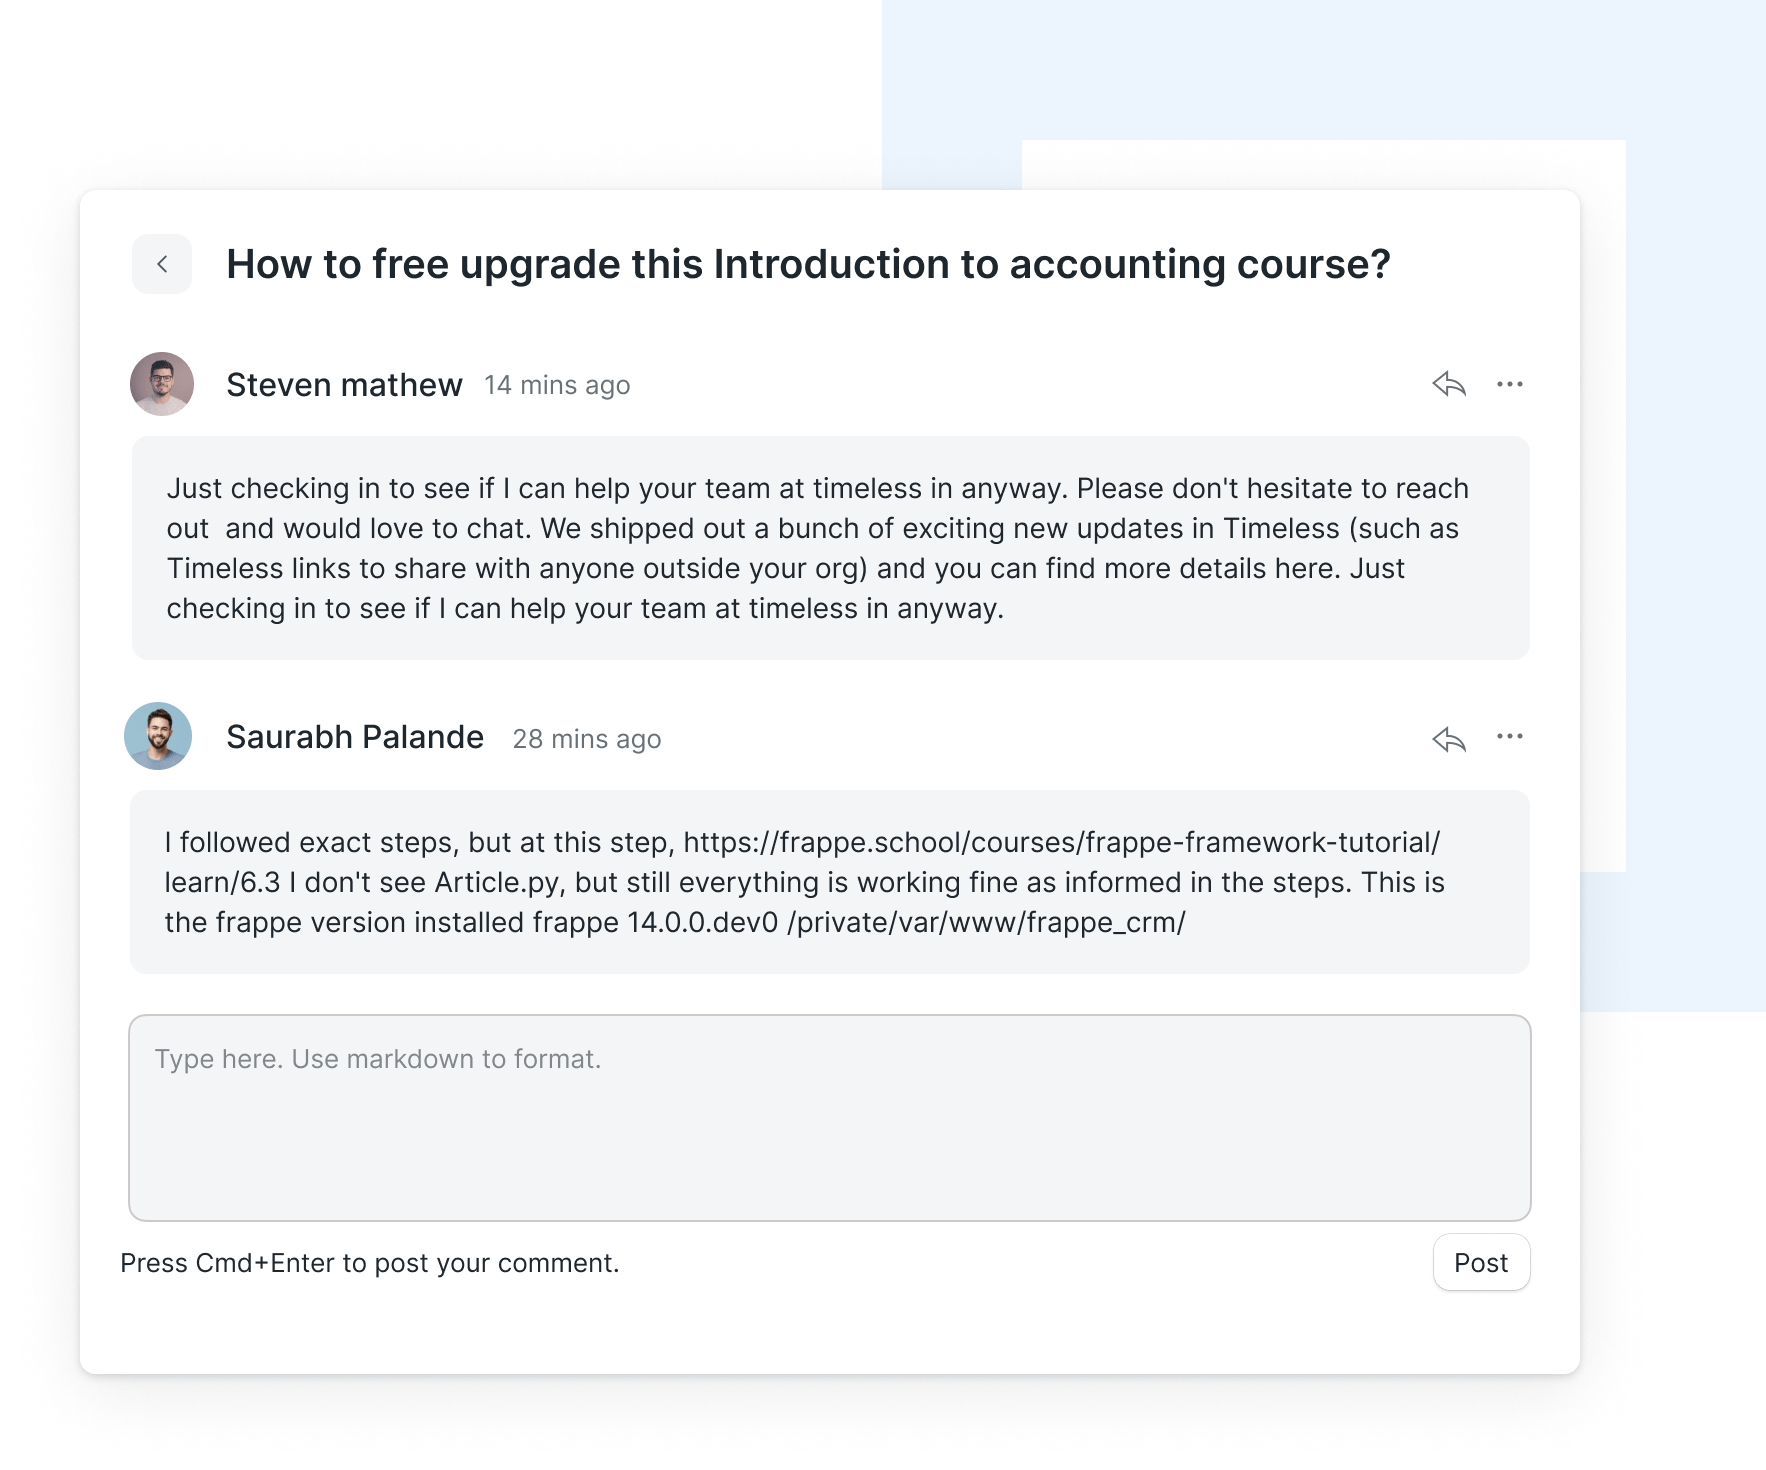 How to free upgrade this Introduction to accounting course?
Steven mathew 14 mins ago
Just checking in to see if I can help your team at timeless in anyway. Please don't hesitate to reach
out  and would love to chat. We shipped out a bunch of exciting new updates in Timeless (such as
Timeless links to share with anyone outside your org) and you can find more details here. Just
checking in to see if I can help your team at timeless in anyway.
Saurabh Palande 28 mins ago
I followed exact steps, but at this step, https://frappe.school/courses/frappe-framework-tutorial/
learn/6.3 I don't see Article.py, but still everything is working fine as informed in the steps. This is
the frappe version installed frappe 14.0.0.dev0 /private/var/www/frappe_crm/
Type here. Use markdown to format.
Press Cmd+Enter to post your comment.
Post